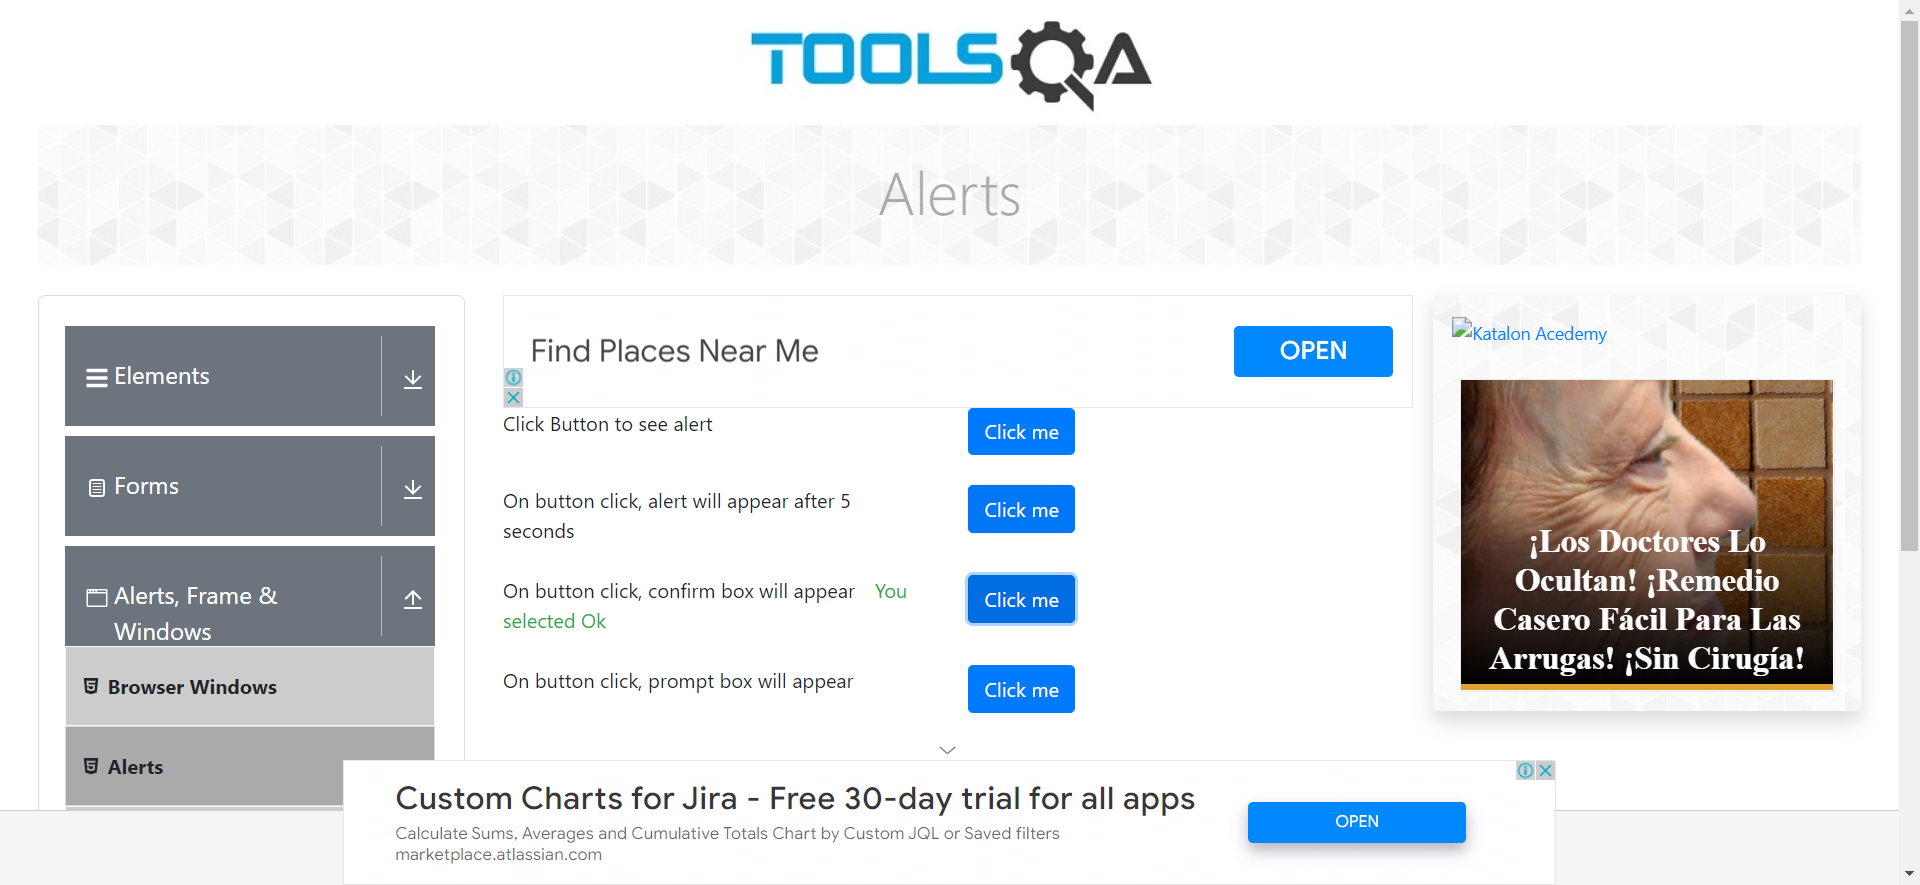 TOOLSQA
Alerts
Elements
Forms
Alerts, Frame &
Windows
Browser Windows
Alerts
Find Places Near Me
OPEN
Click Button to see alert
Click me
On button click, alert will appear after 5
seconds
Click me
On button click, confirm box will appear You
selected Ok
Click me
On button click, prompt box will appear
Click me
Katalon Acedemy
¡Los Doctores Lo
Ocultan! ¡Remedio
Casero Fácil Para Las
Arrugas! ¡Sin Cirugía!
Custom Charts for Jira - Free 30-day trial for all apps
Calculate Sums, Averages and Cumulative Totals Chart by Custom JQL or Saved filters
marketplace.atlassian.com
OPEN